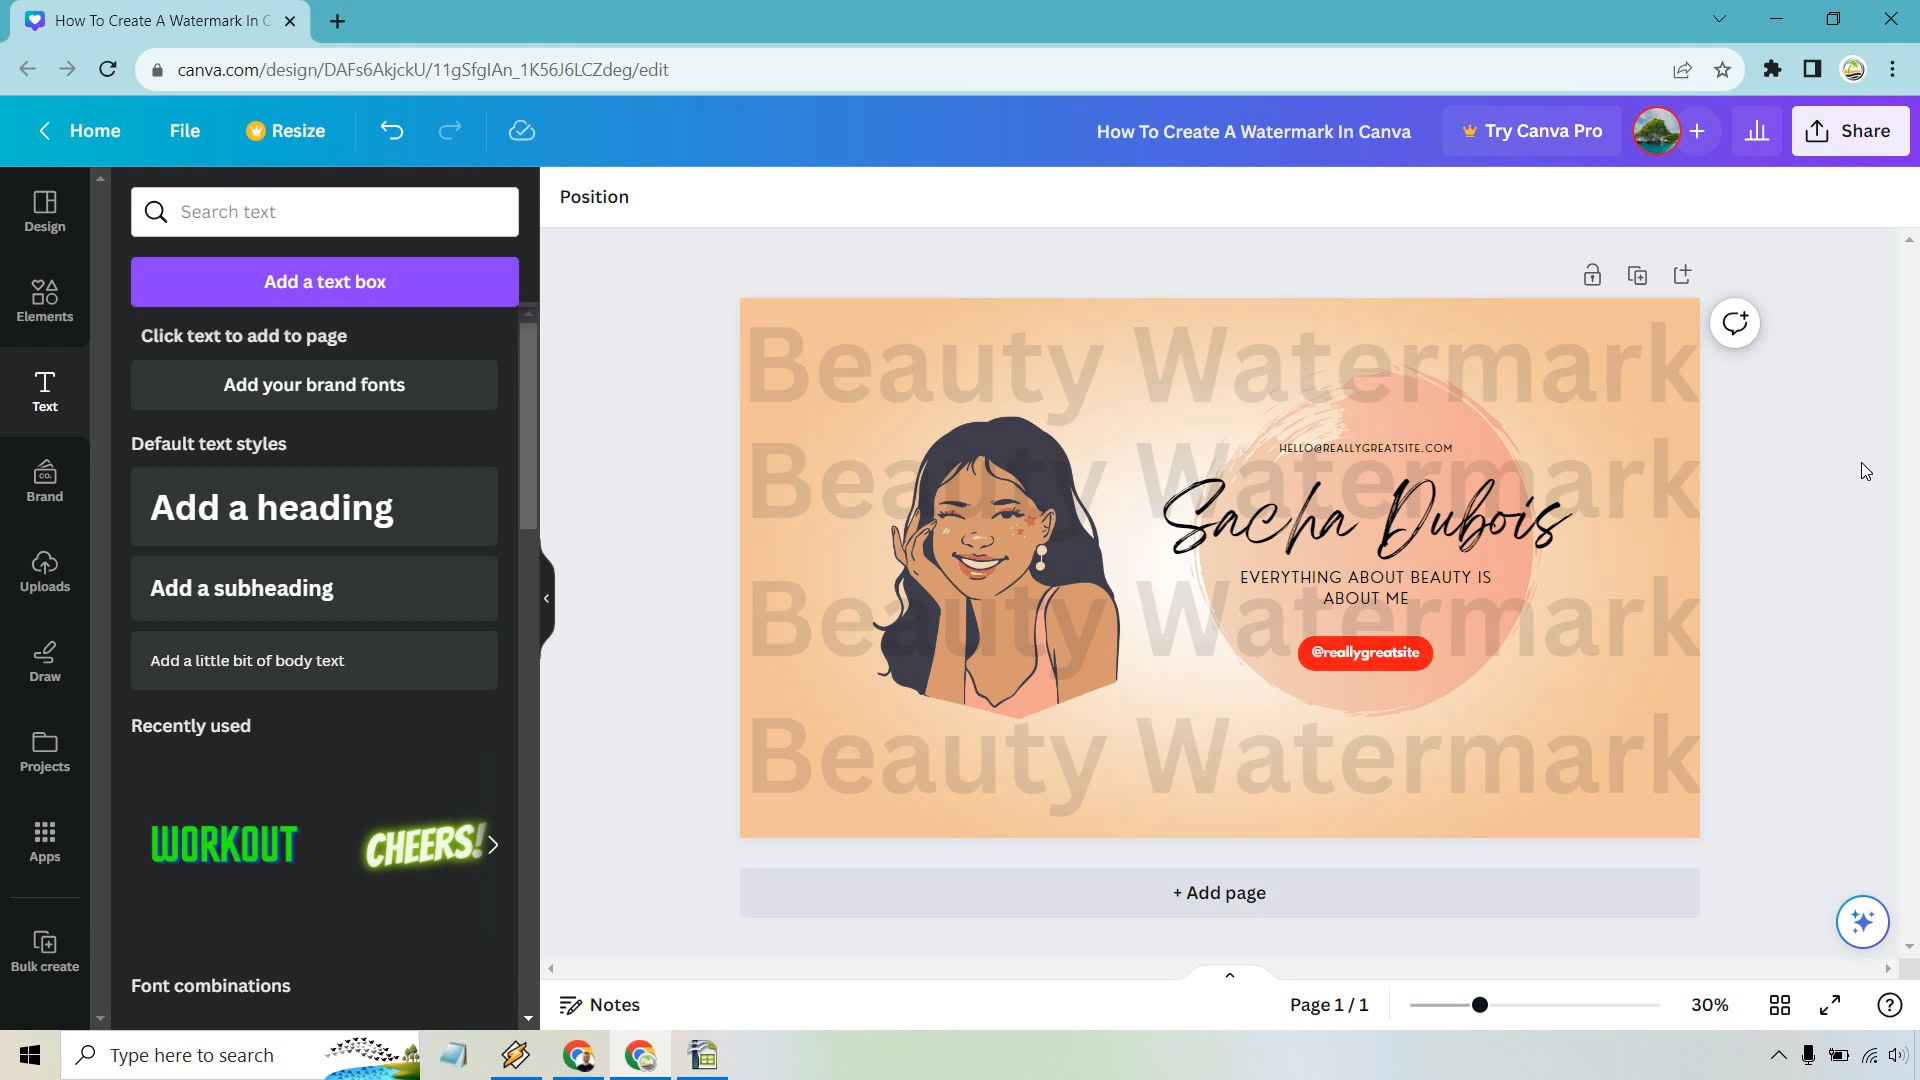 How To Create A Watermark In C
canva.com/design/DAFs6AkjckU/11gSfgIAn_1K56J6LCZdeg/edit
Home
File
Resize
How To Create A Watermark In Canva
Try Canva Pro
Share
Design
Elements
Text
Brand
CO.
Uploads
Draw
Projects
Apps
Bulk create
Search text
Add a text box
Click text to add to page
Add your brand fonts
Default text styles
Add a heading
Add a subheading
Add a little bit of body text
Recently used
WORKOUT
CHEERS!
Font combinations
Position
Beauty Watermark
HELLO@REALLYGREATSITE.COM
Beauty Watermark
Sacha Dubois
EVERYTHING ABOUT BEAUTY IS
ABOUT ME
Beauty Watermark
@reallygreatsite
Beauty Watermark
+ Add page
Notes
Page 1 / 1
30%
Type here to search